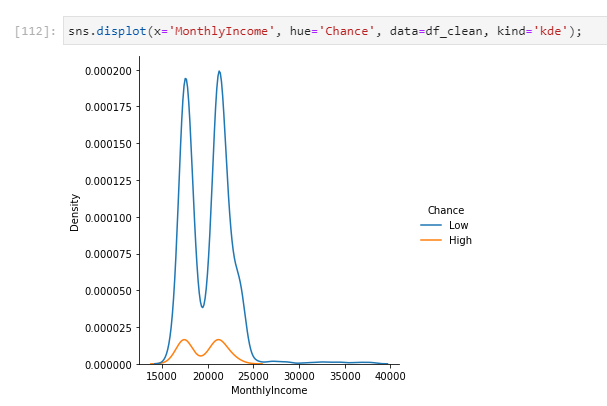 [112]: sns.displot(x='MonthlyIncome', hue='Chance', data=df_clean, kind='kde');
0.000200
0.000175
0.000150
0.000125
0.000100
0.000075
0.000050
0.000025
0.000000
Density
15000 20000 25000 30000 35000 40000
MonthlyIncome
Chance
Low
High